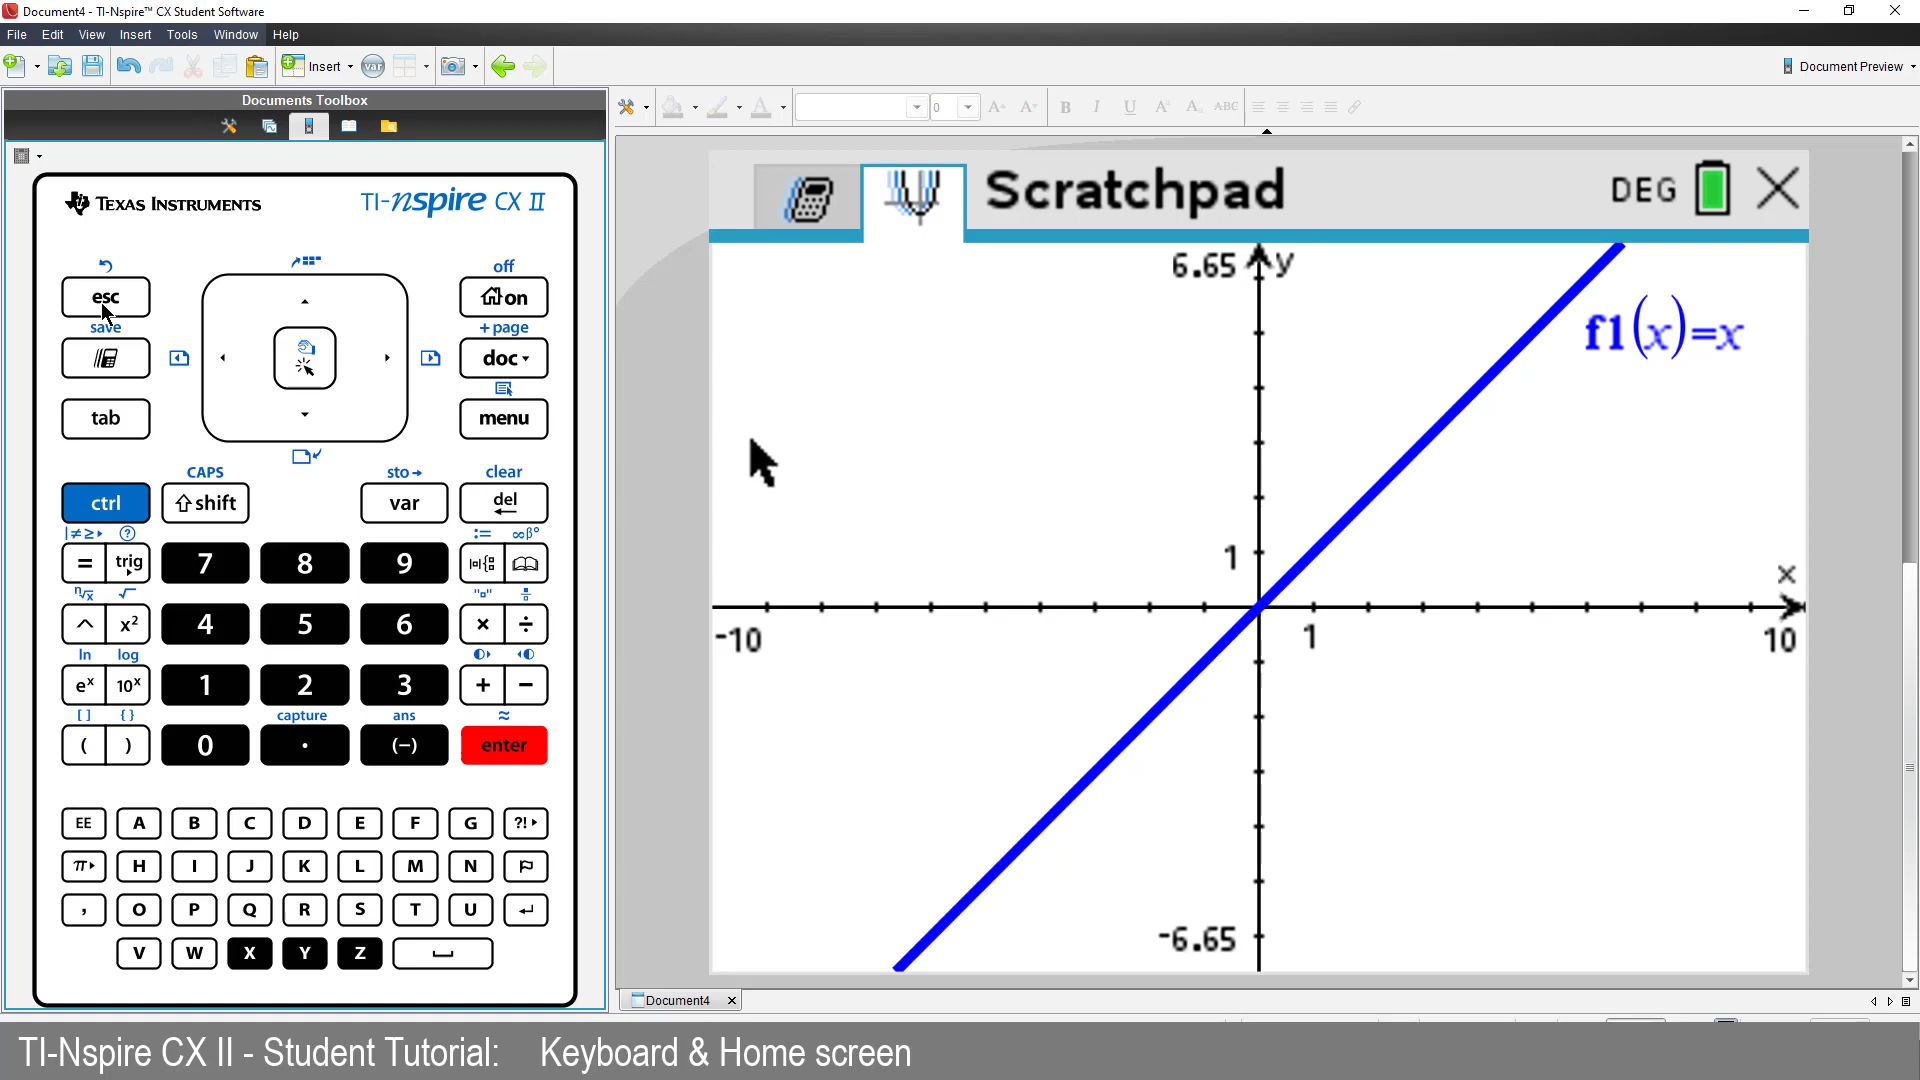 Document4 - TI-Nspire™ CX Student Software
File Edit View Insert Tools Window Help
Insert var Document Preview
Documents Toolbox
0 A A B I U A A ABC
TEXAS INSTRUMENTS TI-nspire CX II
off
esc on
save + page
doc
tab menu
CAPS sto→ clear
ctrl ⇧shift var del
|≠≥▸ ? := ∞β°
= trig 7 8 9
ⁿ√x √ "▫"
^ x² 4 5 6 × ÷
ln log
eˣ 10ˣ 1 2 3 + −
[ ] { } capture ans ≈
( ) 0 . (−) enter
EE A B C D E F G ?!▸
π▸ H I J K L M N
, O P Q R S T U
V W X Y Z
Scratchpad DEG
6.65 y
f1(x)=x
1
x
-10 1 10
-6.65
Document4
TI-Nspire CX II - Student Tutorial: Keyboard & Home screen